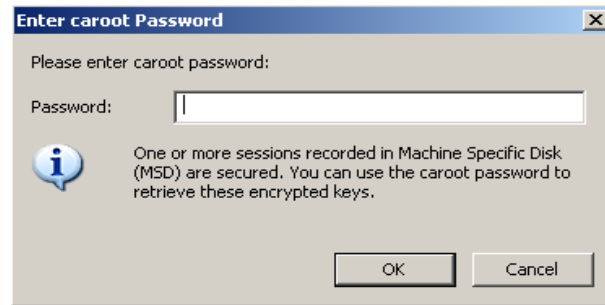 Enter caroot Password
Please enter caroot password:
Password:
One or more sessions recorded in Machine Specific Disk
(MSD) are secured. You can use the caroot password to
retrieve these encrypted keys.
OK Cancel